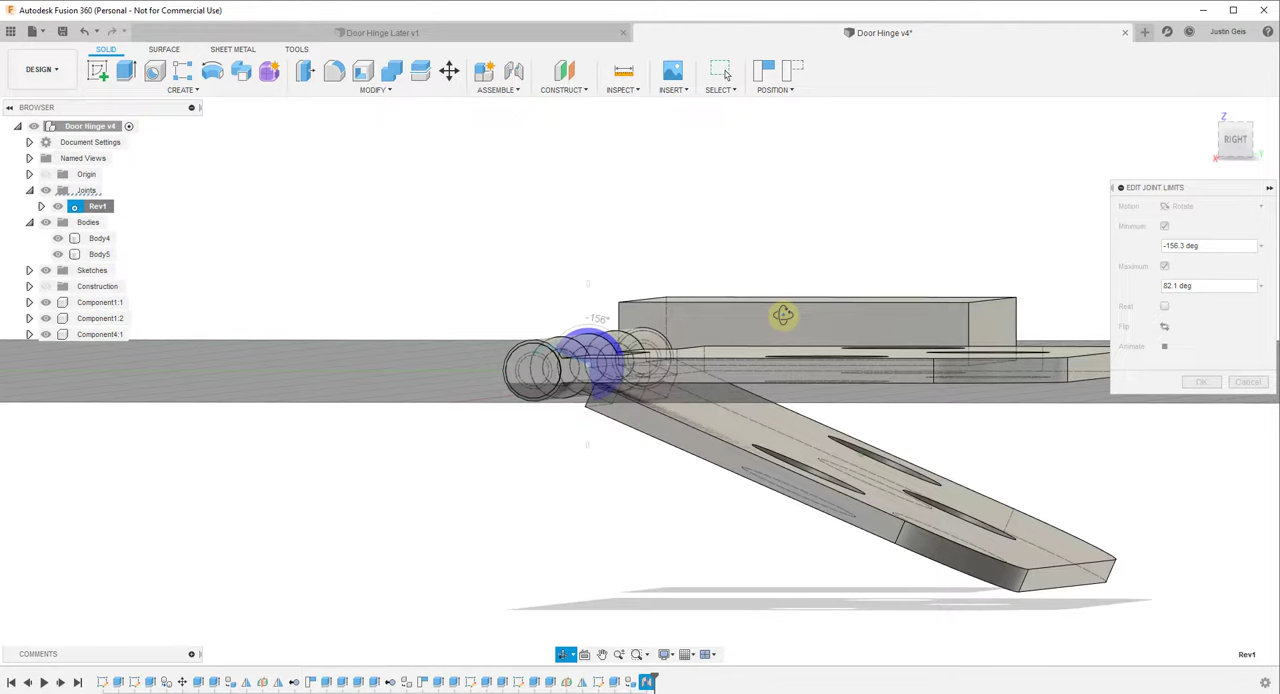 Autodesk Fusion 360 (Personal - Not for Commercial Use)
Door Hinge Later v1
Door Hinge v4*
Justin Geis
DESIGN
SOLID
SURFACE
SHEET METAL
TOOLS
CREATE
MODIFY
ASSEMBLE
CONSTRUCT
INSPECT
INSERT
SELECT
POSITION
BROWSER
Door Hinge v4
Document Settings
Named Views
Origin
Joints
Rev1
Bodies
Body4
Body5
Sketches
Construction
Component1:1
Component1:2
Component4:1
Z
RIGHT
X
Y
EDIT JOINT LIMITS
Motion Rotate
Minimum
-156.3 deg
Maximum
82.1 deg
Rest
Flip
Animate
OK Cancel
-156°
COMMENTS
Rev1